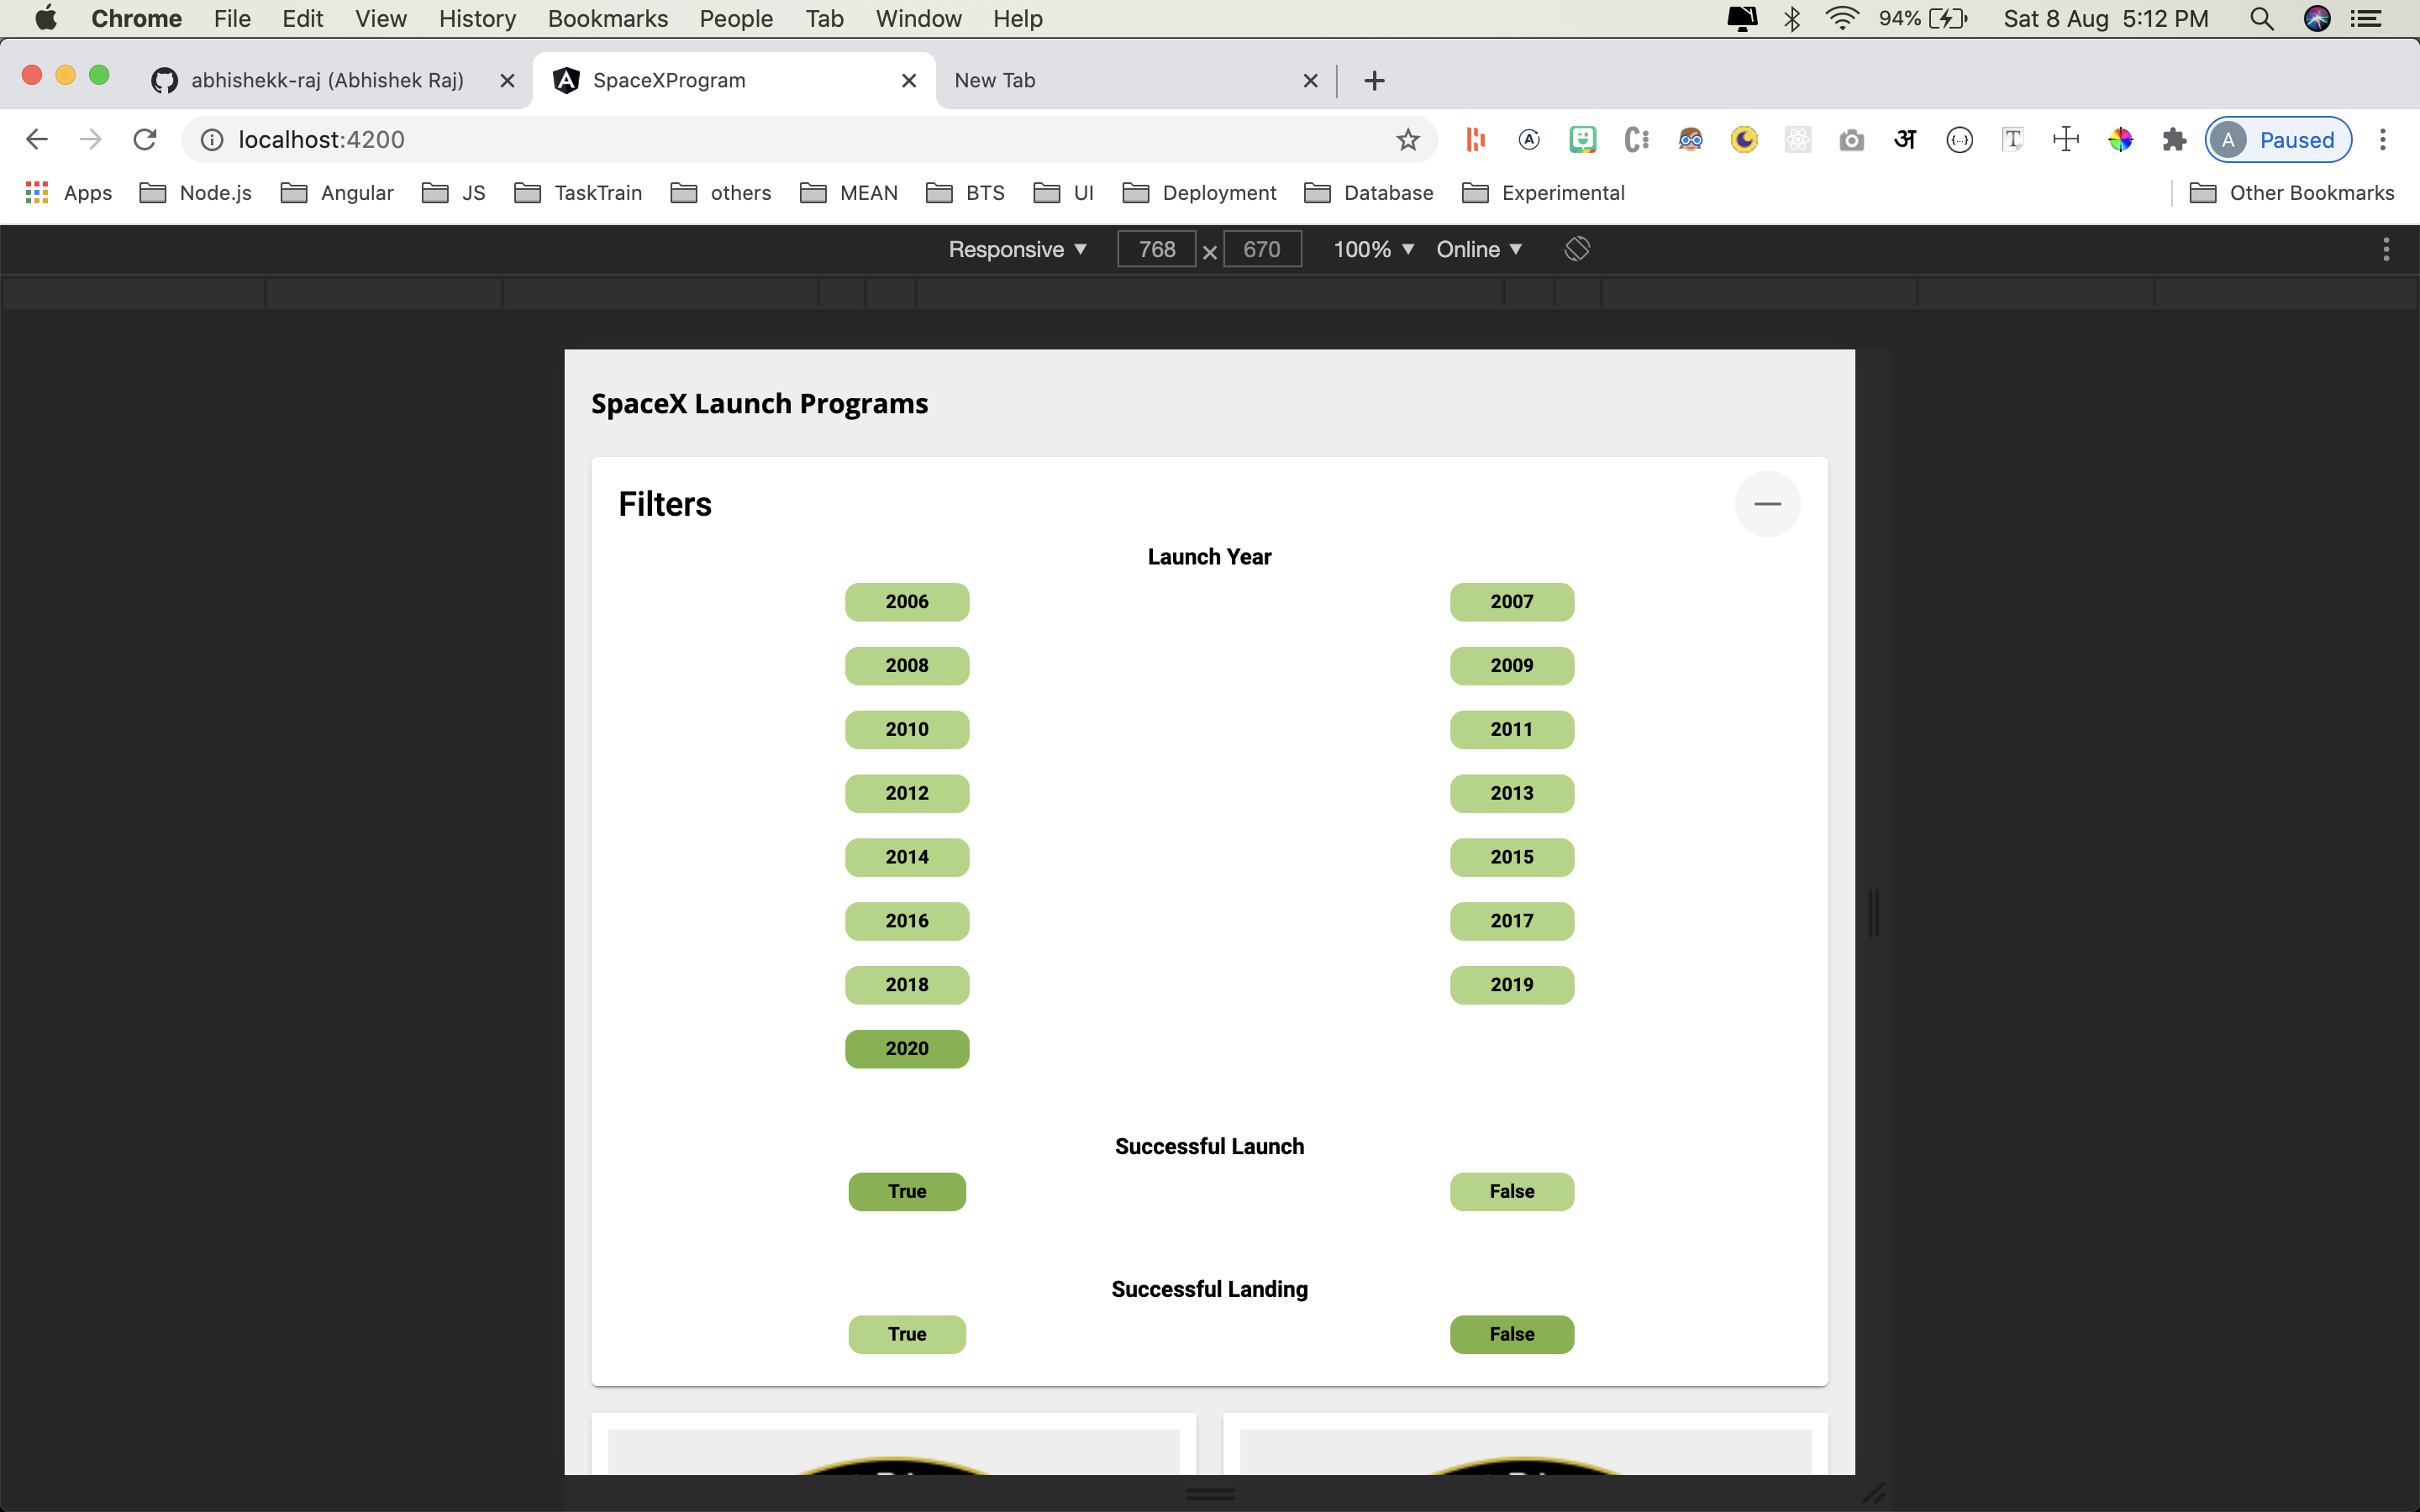 Chrome File Edit View History Bookmarks People Tab Window Help 94% Sat 8 Aug 5:12 PM
abhishekk-raj (Abhishek Raj) SpaceXProgram New Tab
localhost:4200 अ A Paused
Apps Node.js Angular JS TaskTrain others MEAN BTS UI Deployment Database Experimental Other Bookmarks
Responsive 768 × 670 100% Online
SpaceX Launch Programs
Filters
Launch Year
2006 2007
2008 2009
2010 2011
2012 2013
2014 2015
2016 2017
2018 2019
2020
Successful Launch
True False
Successful Landing
True False